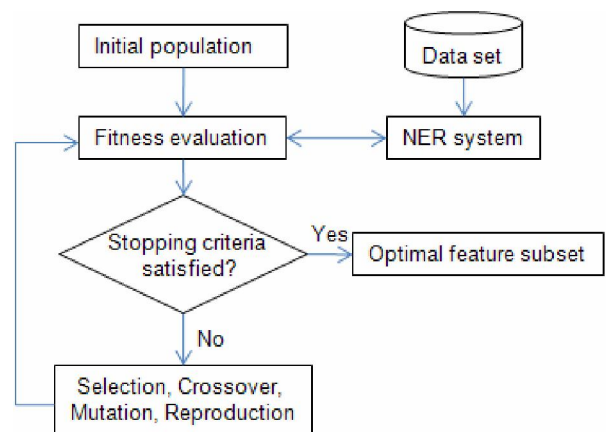 Initial population
Data set
Fitness evaluation
NER system
Stopping criteria
satisfied?
Yes
Optimal feature subset
No
Selection, Crossover,
Mutation, Reproduction